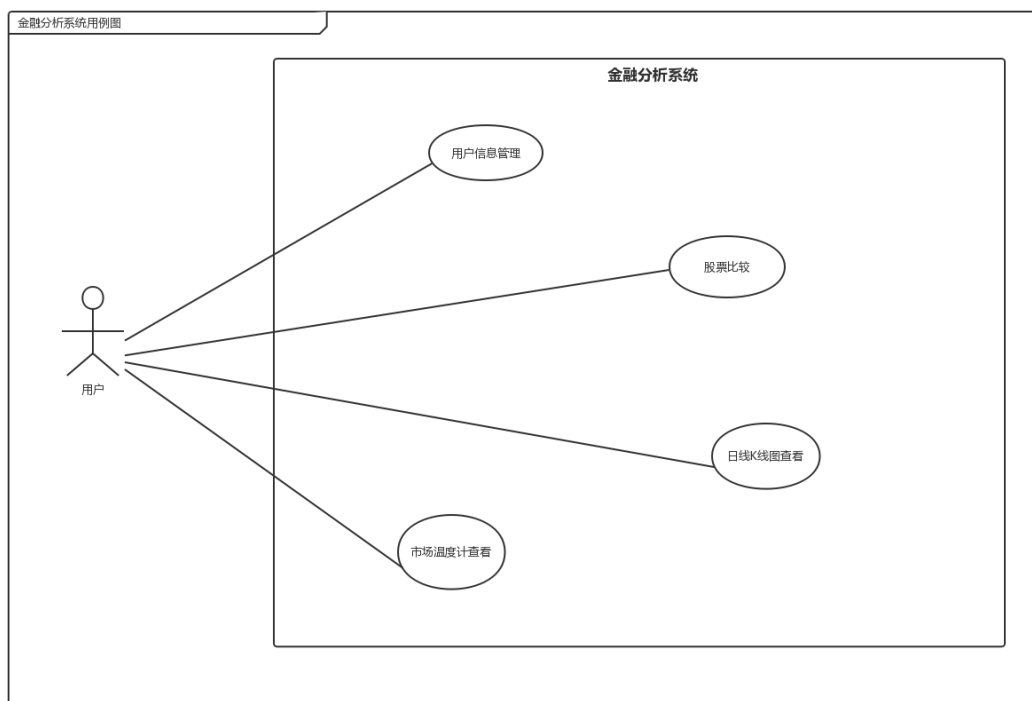 金融分析系统用例图
金融分析系统
用户信息管理
股票比较
用户
日线K线图查看
市场温度计查看